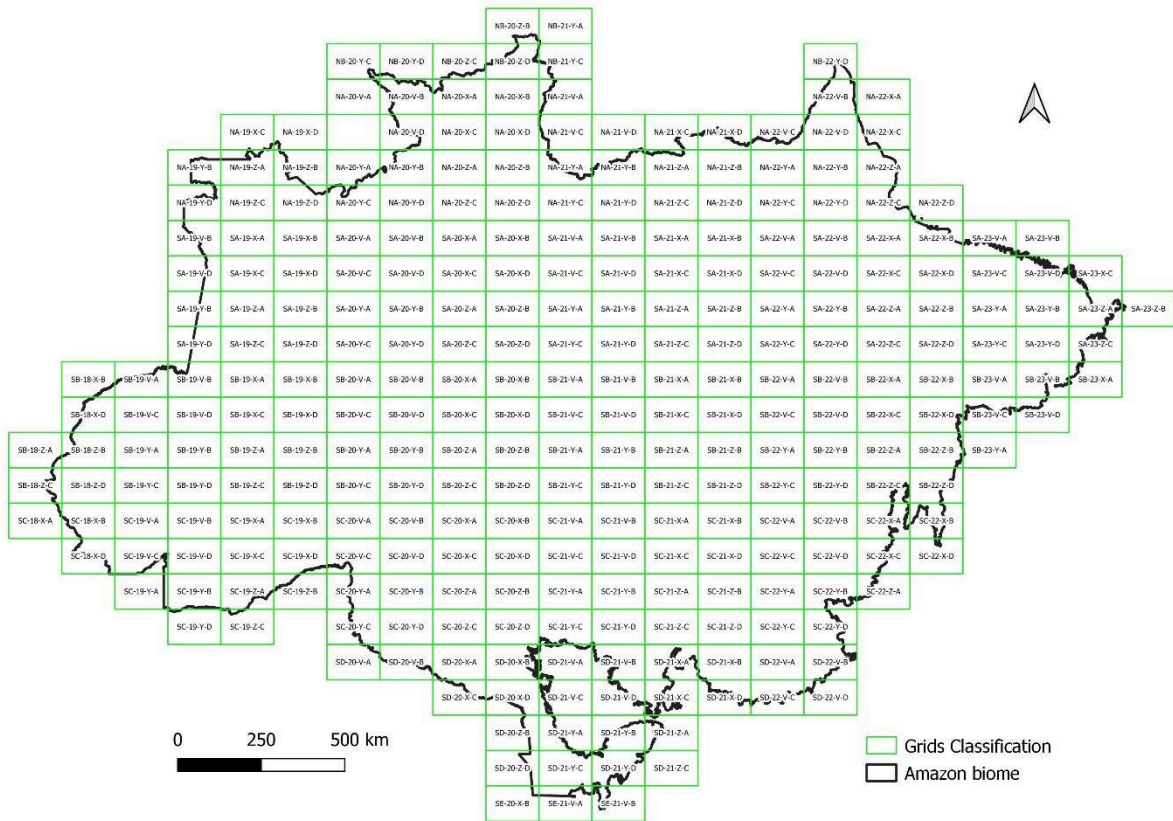 NB-20-Z-B NB-21-Y-A
NB-20-Y-C NB-20-Y-D NB-20-Z-C NB-20-Z-D NB-21-Y-C NB-22-Y-D
NA-20-V-A NA-20-V-B NA-20-X-A NA-20-X-B NA-21-V-A NA-22-V-B NA-22-X-A
NA-19-X-C NA-19-X-D NA-20-V-D NA-20-X-C NA-20-X-D NA-21-V-C NA-21-V-D NA-21-X-C NA-21-X-D NA-22-V-C NA-22-V-D NA-22-X-C
NA-19-Y-B NA-19-Z-A NA-19-Z-B NA-20-Y-A NA-20-Y-B NA-20-Z-A NA-20-Z-B NA-21-Y-A NA-21-Y-B NA-21-Z-A NA-21-Z-B NA-22-Y-A NA-22-Y-B NA-22-Z-A
NA-19-Y-D NA-19-Z-C NA-19-Z-D NA-20-Y-C NA-20-Y-D NA-20-Z-C NA-20-Z-D NA-21-Y-C NA-21-Y-D NA-21-Z-C NA-21-Z-D NA-22-Y-C NA-22-Y-D NA-22-Z-C NA-22-Z-D
SA-19-V-B SA-19-X-A SA-19-X-B SA-20-V-A SA-20-V-B SA-20-X-A SA-20-X-B SA-21-V-A SA-21-V-B SA-21-X-A SA-21-X-B SA-22-V-A SA-22-V-B SA-22-X-A SA-22-X-B SA-23-V-A SA-23-V-B
SA-19-V-D SA-19-X-C SA-19-X-D SA-20-V-C SA-20-V-D SA-20-X-C SA-20-X-D SA-21-V-C SA-21-V-D SA-21-X-C SA-21-X-D SA-22-V-C SA-22-V-D SA-22-X-C SA-22-X-D SA-23-V-C SA-23-V-D SA-23-X-C
SA-19-Y-B SA-19-Z-A SA-19-Z-B SA-20-Y-A SA-20-Y-B SA-20-Z-A SA-20-Z-B SA-21-Y-A SA-21-Y-B SA-21-Z-A SA-21-Z-B SA-22-Y-A SA-22-Y-B SA-22-Z-A SA-22-Z-B SA-23-Y-A SA-23-Y-B SA-23-Z-A SA-23-Z-B
SA-19-Y-D SA-19-Z-C SA-19-Z-D SA-20-Y-C SA-20-Y-D SA-20-Z-C SA-20-Z-D SA-21-Y-C SA-21-Y-D SA-21-Z-C SA-21-Z-D SA-22-Y-C SA-22-Y-D SA-22-Z-C SA-22-Z-D SA-23-Y-C SA-23-Y-D SA-23-Z-C
SB-18-X-B SB-19-V-A SB-19-V-B SB-19-X-A SB-19-X-B SB-20-V-A SB-20-V-B SB-20-X-A SB-20-X-B SB-21-V-A SB-21-V-B SB-21-X-A SB-21-X-B SB-22-V-A SB-22-V-B SB-22-X-A SB-22-X-B SB-23-V-A SB-23-V-B SB-23-X-A
SB-18-X-D SB-19-V-C SB-19-V-D SB-19-X-C SB-19-X-D SB-20-V-C SB-20-V-D SB-20-X-C SB-20-X-D SB-21-V-C SB-21-V-D SB-21-X-C SB-21-X-D SB-22-V-C SB-22-V-D SB-22-X-C SB-22-X-D SB-23-V-C SB-23-V-D
SB-18-Z-A SB-18-Z-B SB-19-Y-A SB-19-Y-B SB-19-Z-A SB-19-Z-B SB-20-Y-A SB-20-Y-B SB-20-Z-A SB-20-Z-B SB-21-Y-A SB-21-Y-B SB-21-Z-A SB-21-Z-B SB-22-Y-A SB-22-Y-B SB-22-Z-A SB-22-Z-B SB-23-Y-A
SB-18-Z-C SB-18-Z-D SB-19-Y-C SB-19-Y-D SB-19-Z-C SB-19-Z-D SB-20-Y-C SB-20-Y-D SB-20-Z-C SB-20-Z-D SB-21-Y-C SB-21-Y-D SB-21-Z-C SB-21-Z-D SB-22-Y-C SB-22-Y-D SB-22-Z-C SB-22-Z-D
SC-18-X-A SC-18-X-B SC-19-V-A SC-19-V-B SC-19-X-A SC-19-X-B SC-20-V-A SC-20-V-B SC-20-X-A SC-20-X-B SC-21-V-A SC-21-V-B SC-21-X-A SC-21-X-B SC-22-V-A SC-22-V-B SC-22-X-A SC-22-X-B
SC-18-X-D SC-19-V-C SC-19-V-D SC-19-X-C SC-19-X-D SC-20-V-C SC-20-V-D SC-20-X-C SC-20-X-D SC-21-V-C SC-21-V-D SC-21-X-C SC-21-X-D SC-22-V-C SC-22-V-D SC-22-X-C SC-22-X-D
SC-19-Y-A SC-19-Y-B SC-19-Z-A SC-19-Z-B SC-20-Y-A SC-20-Y-B SC-20-Z-A SC-20-Z-B SC-21-Y-A SC-21-Y-B SC-21-Z-A SC-21-Z-B SC-22-Y-A SC-22-Y-B SC-22-Z-A
SC-19-Y-D SC-19-Z-C SC-20-Y-C SC-20-Y-D SC-20-Z-C SC-20-Z-D SC-21-Y-C SC-21-Y-D SC-21-Z-C SC-21-Z-D SC-22-Y-C SC-22-Y-D
SD-20-V-A SD-20-V-B SD-20-X-A SD-20-X-B SD-21-V-A SD-21-V-B SD-21-X-A SD-21-X-B SD-22-V-A SD-22-V-B
SD-20-X-C SD-20-X-D SD-21-V-C SD-21-V-D SD-21-X-C SD-21-X-D SD-22-V-C SD-22-V-D
SD-20-Z-B SD-21-Y-A SD-21-Y-B SD-21-Z-A
SD-20-Z-D SD-21-Y-C SD-21-Y-D SD-21-Z-C
SE-20-X-B SE-21-V-A SE-21-V-B
0 250 500 km
Grids Classification
Amazon biome